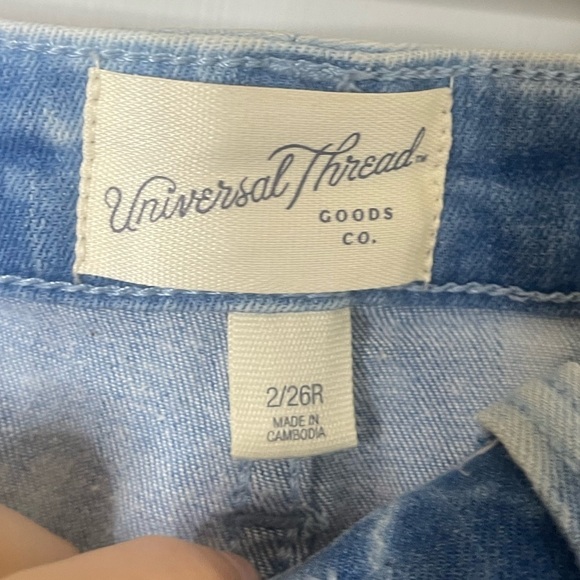 Universal Thread™
GOODS
CO.
2/26R
MADE IN
CAMBODIA